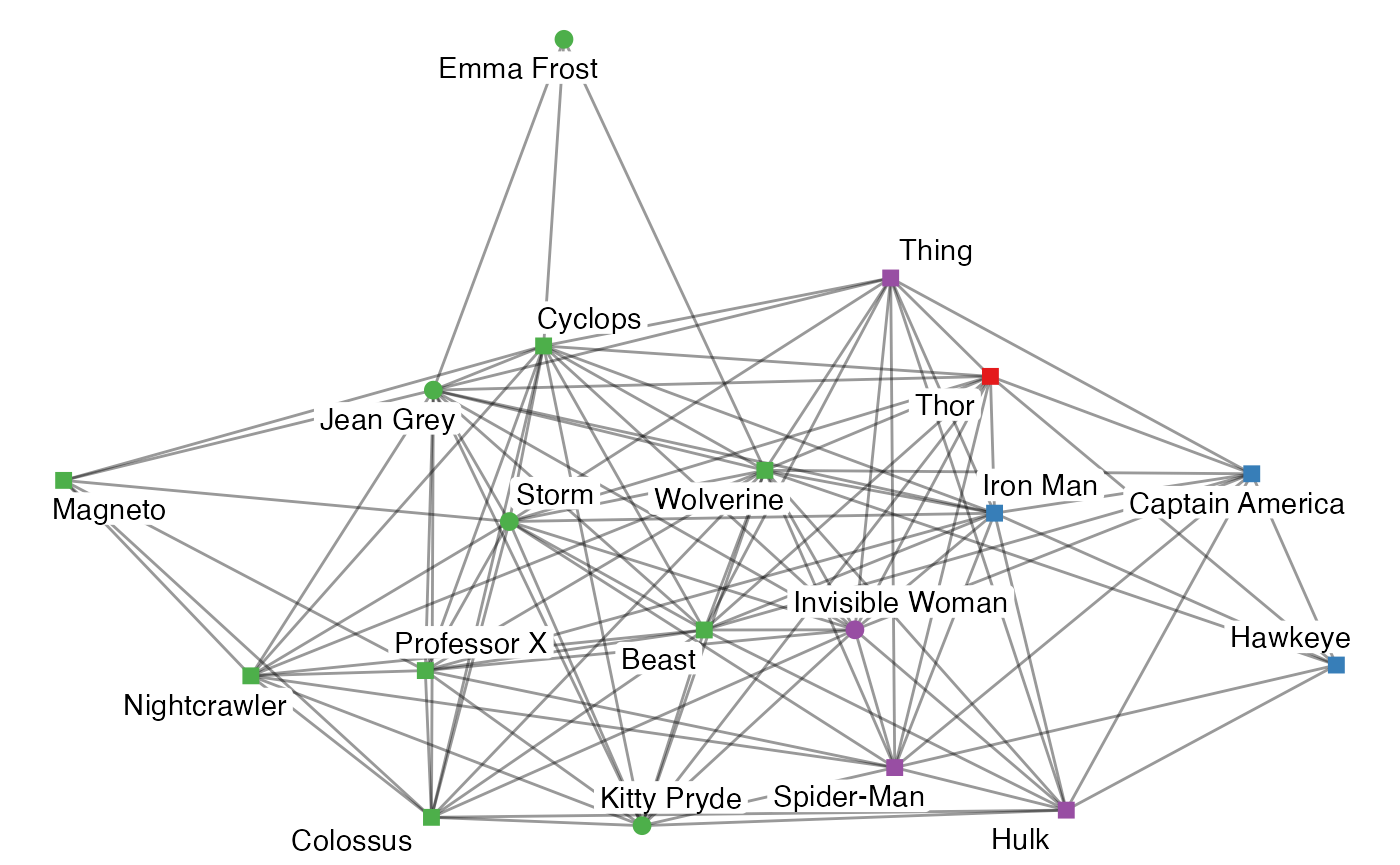 Emma Frost
Thing
Cyclops
Thor
Jean Grey
Iron Man
Storm
Wolverine
Captain America
Magneto
Invisible Woman
Hawkeye
Professor X
Beast
Nightcrawler
Kitty Pryde
Spider-Man
Colossus
Hulk